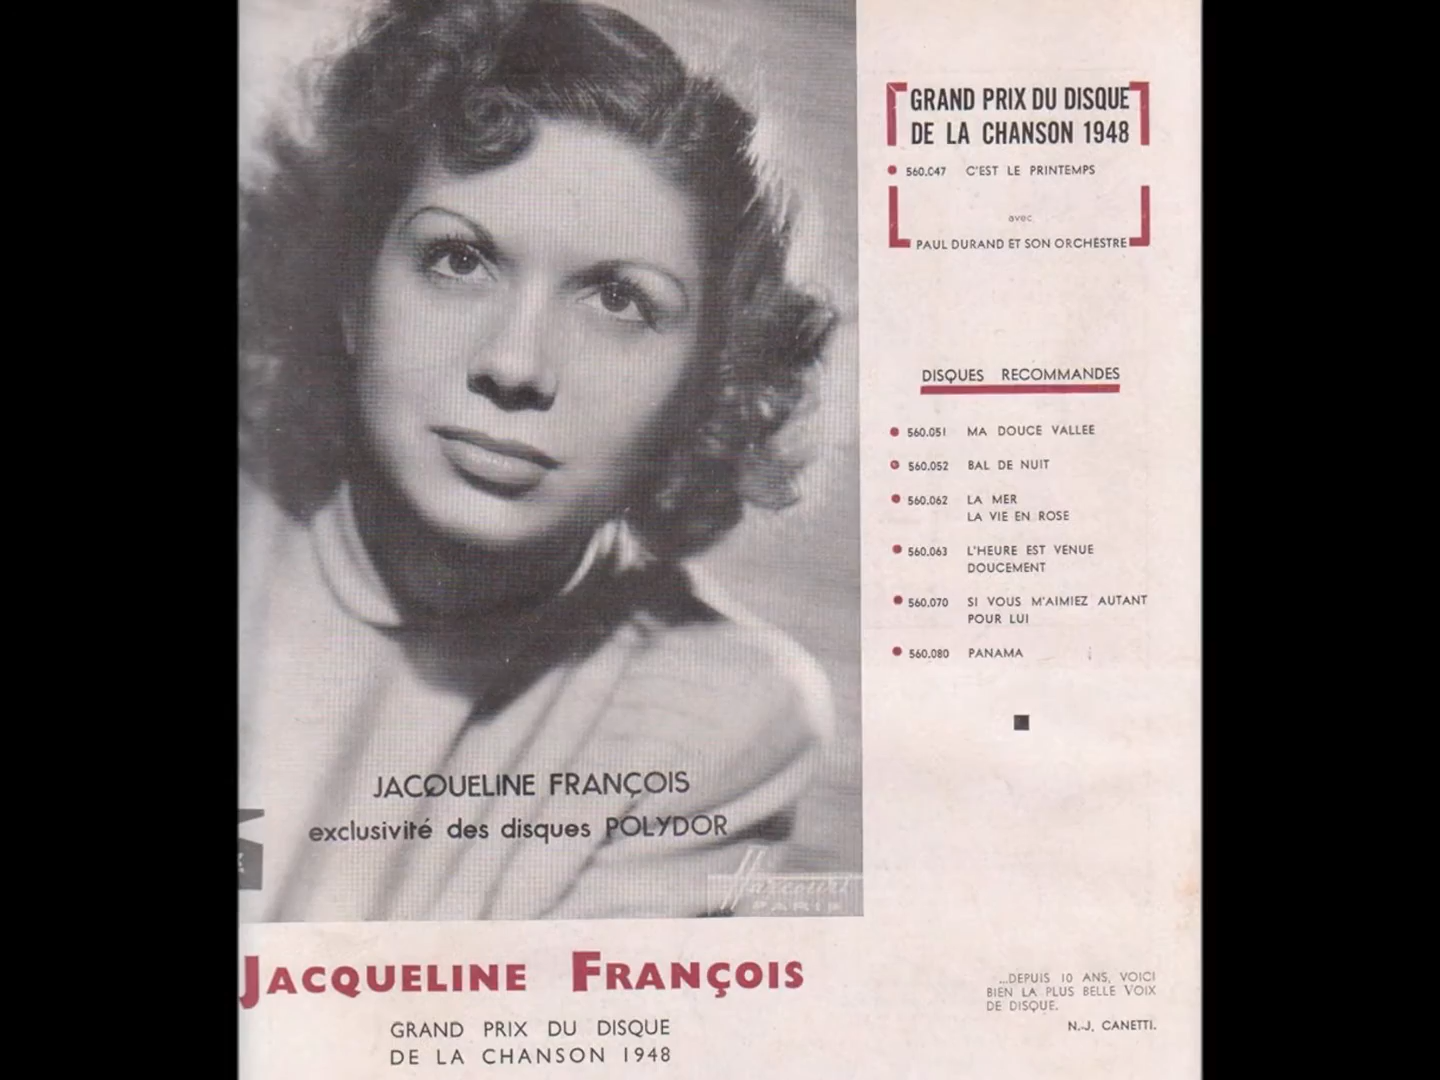 GRAND PRIX DU DISQUE
DE LA CHANSON 1948
560.047 C'EST LE PRINTEMPS
avec
PAUL DURAND ET SON ORCHESTRE
DISQUES RECOMMANDES
560.051 MA DOUCE VALLEE
560.052 BAL DE NUIT
560.062 LA MER
LA VIE EN ROSE
560.063 L'HEURE EST VENUE
DOUCEMENT
560.070 SI VOUS M'AIMIEZ AUTANT
POUR LUI
560.080 PANAMA
JACQUELINE FRANÇOIS
exclusivité des disques POLYDOR
Harcourt
PARIS
JACQUELINE FRANÇOIS
GRAND PRIX DU DISQUE
DE LA CHANSON 1948
...DEPUIS 10 ANS, VOICI
BIEN LA PLUS BELLE VOIX
DE DISQUE.
N.-J. CANETTI.